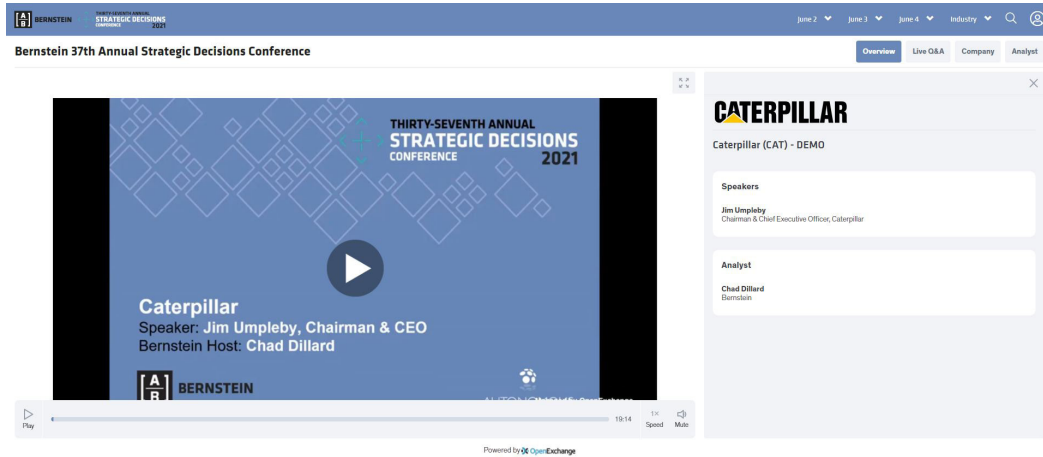 [A B] BERNSTEIN
THIRTY-SEVENTH ANNUAL
STRATEGIC DECISIONS
CONFERENCE 2021
June 2
June 3
June 4
Industry
Bernstein 37th Annual Strategic Decisions Conference
Overview
Live Q&A
Company
Analyst
THIRTY-SEVENTH ANNUAL
STRATEGIC DECISIONS
CONFERENCE 2021
Caterpillar
Speaker: Jim Umpleby, Chairman & CEO
Bernstein Host: Chad Dillard
[A B] BERNSTEIN
Play
19:14
1×
Speed
Mute
CATERPILLAR
Caterpillar (CAT) - DEMO
Speakers
Jim Umpleby
Chairman & Chief Executive Officer, Caterpillar
Analyst
Chad Dillard
Bernstein
Powered by OpenExchange